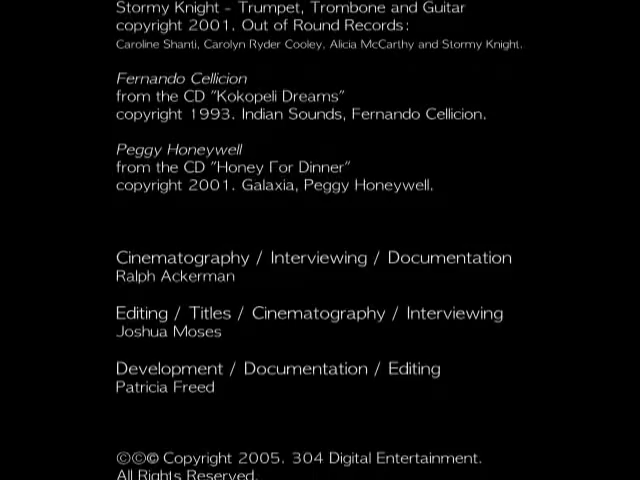 Stormy Knight - Trumpet, Trombone and Guitar
copyright 2001. Out of Round Records:
Caroline Shanti, Carolyn Ryder Cooley, Alicia McCarthy and Stormy Knight.
Fernando Cellicion
from the CD "Kokopeli Dreams"
copyright 1993. Indian Sounds, Fernando Cellicion.
Peggy Honeywell
from the CD "Honey For Dinner"
copyright 2001. Galaxia, Peggy Honeywell.
Cinematography / Interviewing / Documentation
Ralph Ackerman
Editing / Titles / Cinematography / Interviewing
Joshua Moses
Development / Documentation / Editing
Patricia Freed
©©© Copyright 2005. 304 Digital Entertainment.
All Rights Reserved.